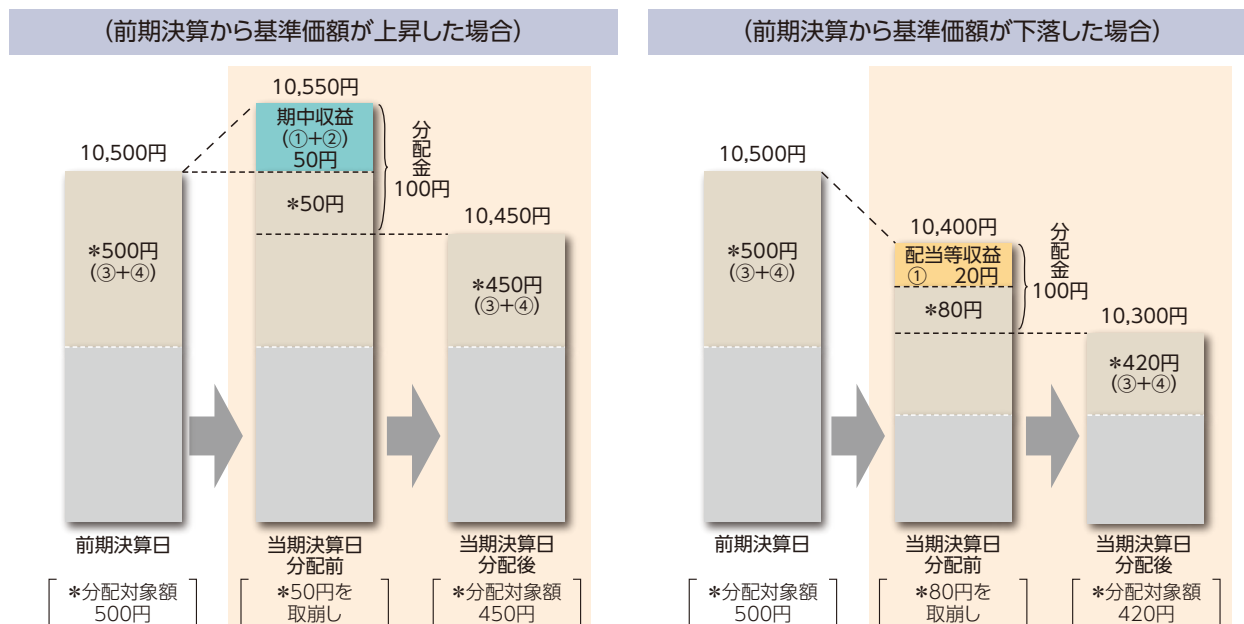 (前期決算から基準価額が上昇した場合)
10,500円
＊500円
(③+④)
前期決算日
＊分配対象額
500円
10,550円
期中収益
(①+②)
50円
＊50円
分配金
100円
当期決算日
分配前
＊50円を
取崩し
10,450円
＊450円
(③+④)
当期決算日
分配後
＊分配対象額
450円
(前期決算から基準価額が下落した場合)
10,500円
＊500円
(③+④)
前期決算日
＊分配対象額
500円
10,400円
配当等収益
① 20円
＊80円
分配金
100円
当期決算日
分配前
＊80円を
取崩し
10,300円
＊420円
(③+④)
当期決算日
分配後
＊分配対象額
420円